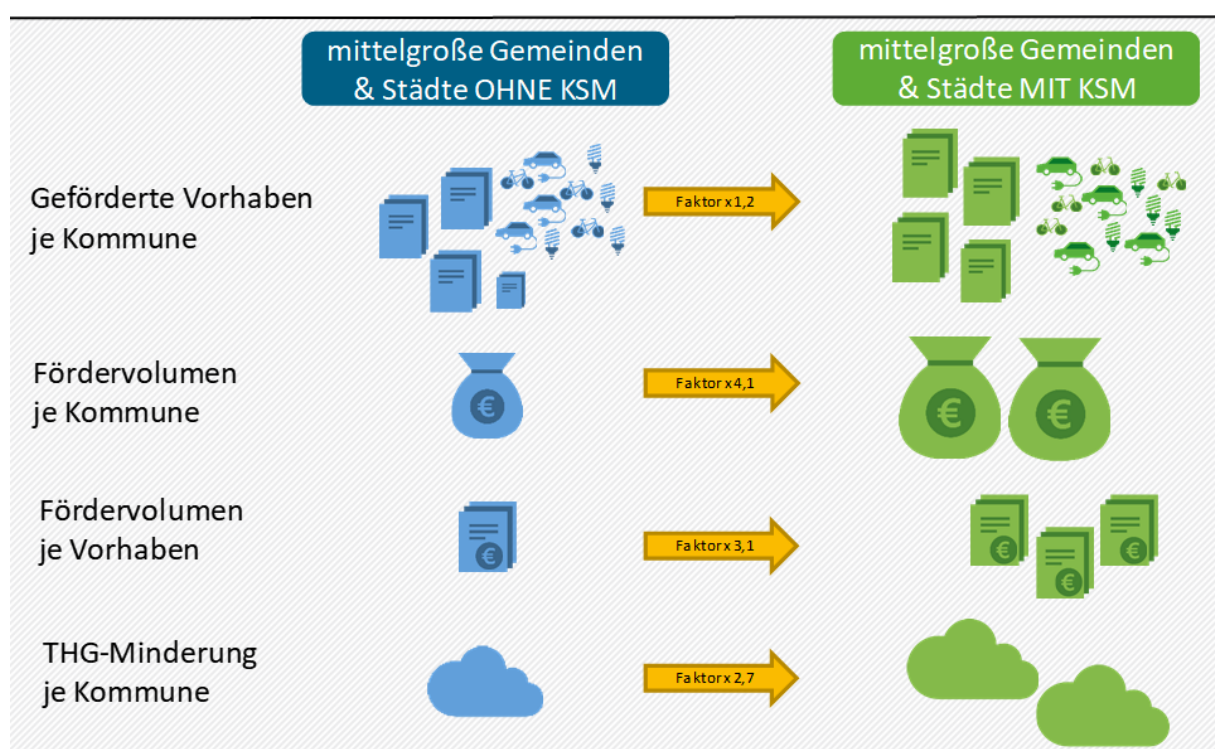 mittelgroße Gemeinden
& Städte OHNE KSM
mittelgroße Gemeinden
& Städte MIT KSM
Geförderte Vorhaben
je Kommune
Faktor x 1,2
Fördervolumen
je Kommune
€
Faktor x 4,1
€
€
Fördervolumen
je Vorhaben
€
Faktor x 3,1
€
€
€
THG-Minderung
je Kommune
Faktor x 2,7